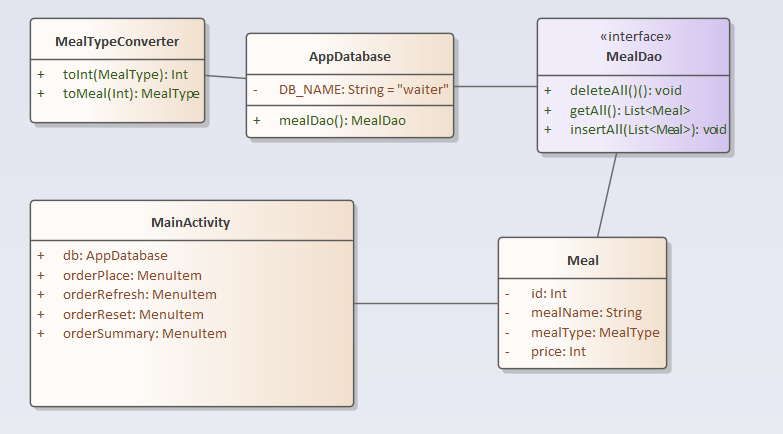 MealTypeConverter
+ toInt(MealType): Int
+ toMeal(Int): MealType
AppDatabase
- DB_NAME: String = "waiter"
+ mealDao(): MealDao
«interface»
MealDao
+ deleteAll()(): void
+ getAll(): List<Meal>
+ insertAll(List<Meal>): void
MainActivity
+ db: AppDatabase
+ orderPlace: MenuItem
+ orderRefresh: MenuItem
+ orderReset: MenuItem
+ orderSummary: MenuItem
Meal
- id: Int
- mealName: String
- mealType: MealType
- price: Int